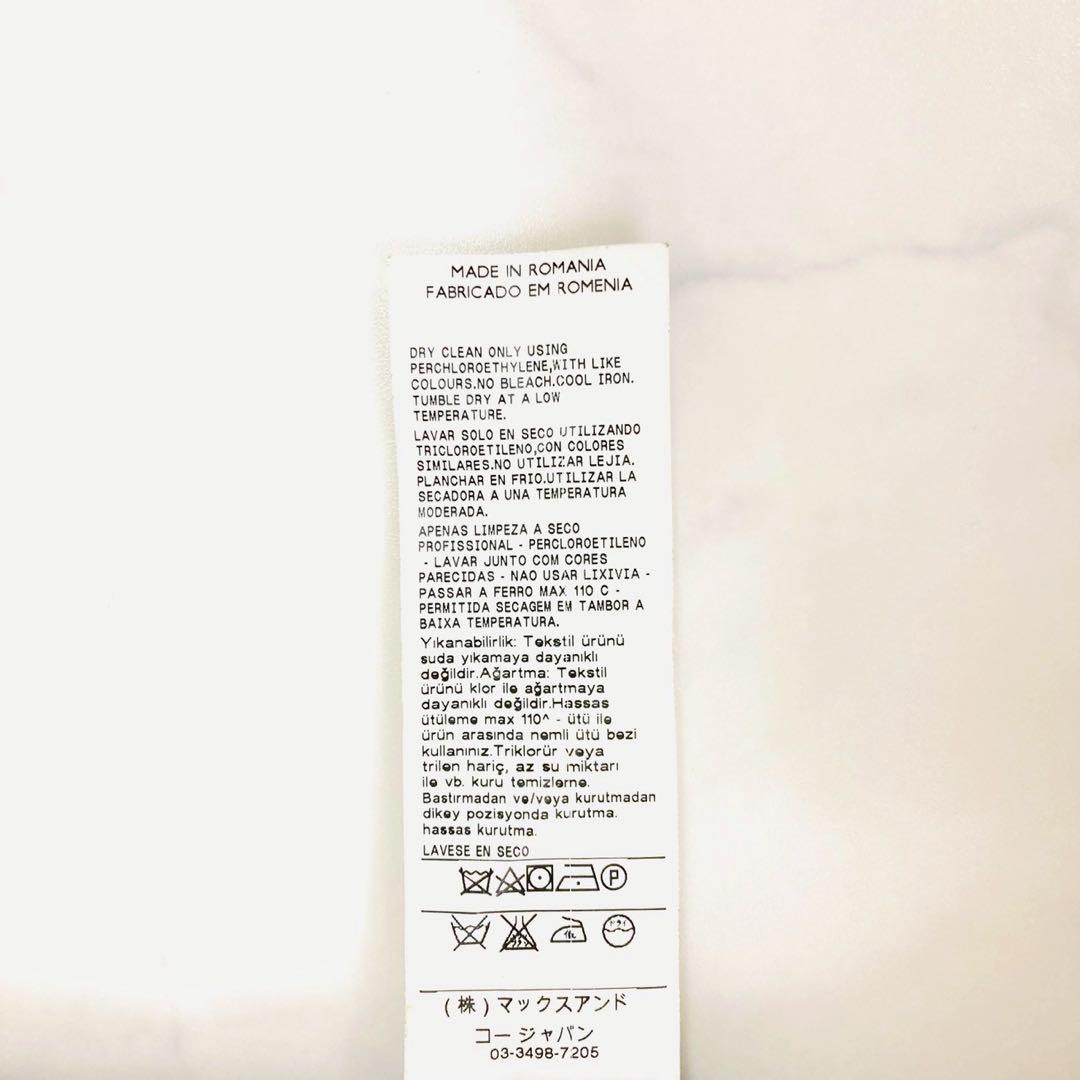 MADE IN ROMANIA
FABRICADO EM ROMENIA
DRY CLEAN ONLY USING
PERCHLOROETHYLENE,WITH LIKE
COLOURS.NO BLEACH.COOL IRON.
TUMBLE DRY AT A LOW
TEMPERATURE.
LAVAR SOLO EN SECO UTILIZANDO
TRICLOROETILENO,CON COLORES
SIMILARES.NO UTILIZAR LEJIA.
PLANCHAR EN FRIO.UTILIZAR LA
SECADORA A UNA TEMPERATURA
MODERADA.
APENAS LIMPEZA A SECO
PROFISSIONAL - PERCLOROETILENO
- LAVAR JUNTO COM CORES
PARECIDAS - NAO USAR LIXIVIA -
PASSAR A FERRO MAX 110 C -
PERMITIDA SECAGEM EM TAMBOR A
BAIXA TEMPERATURA.
Yıkanabilirlik: Tekstil ürünü
suda yıkamaya dayanıklı
değildir.Ağartma: Tekstil
ürünü klor ile ağartmaya
dayanıklı değildir.Hassas
ütüleme max 110^ - ütü ile
ürün arasında nemli ütü bezi
kullanınız.Triklorür veya
trilen hariç, az su miktarı
ile vb. kuru temizleme.
Bastırmadan ve/veya kurutmadan
dikey pozisyonda kurutma.
hassas kurutma.
LAVESE EN SECO
P
低 ドライ
(株)マックスアンド
コージャパン
03-3498-7205